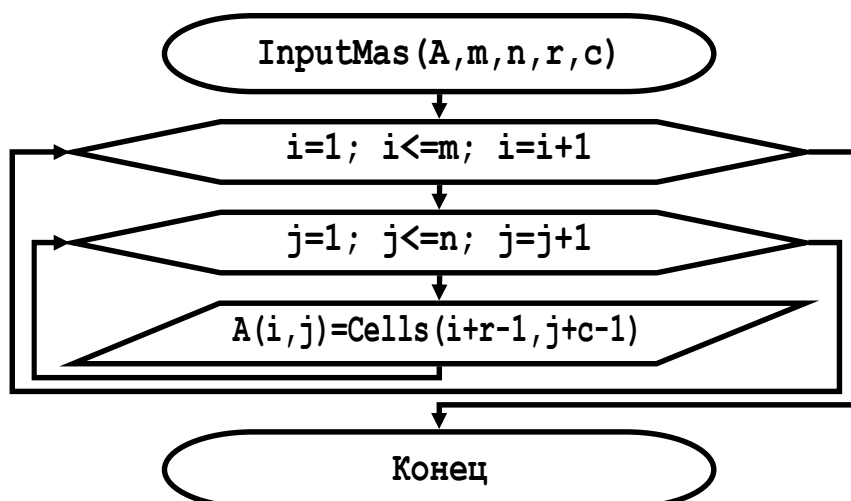 InputMas(A,m,n,r,c)
i=1; i<=m; i=i+1
j=1; j<=n; j=j+1
A(i,j)=Cells(i+r-1,j+c-1)
Конец